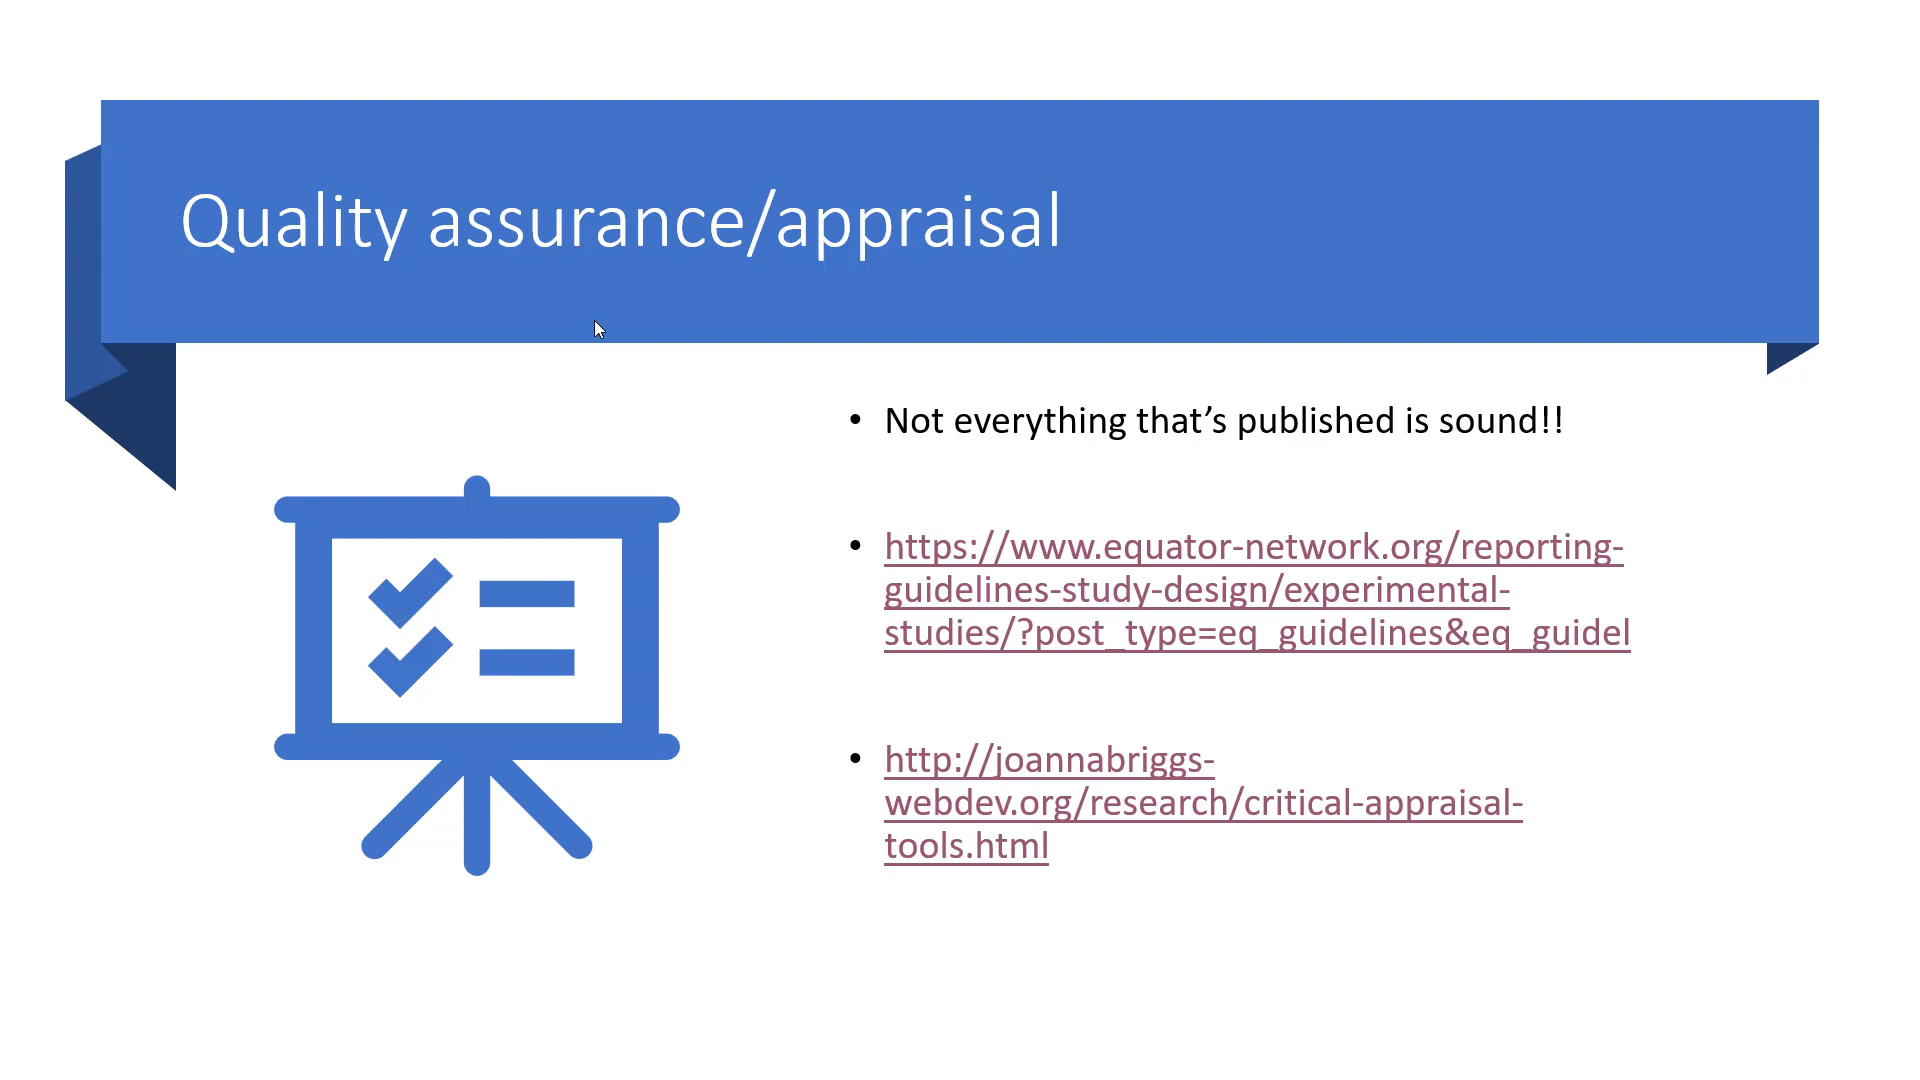 Quality assurance/appraisal
• Not everything that’s published is sound!!
• https://www.equator-network.org/reporting-
guidelines-study-design/experimental-
studies/?post_type=eq_guidelines&eq_guidel
• http://joannabriggs-
webdev.org/research/critical-appraisal-
tools.html